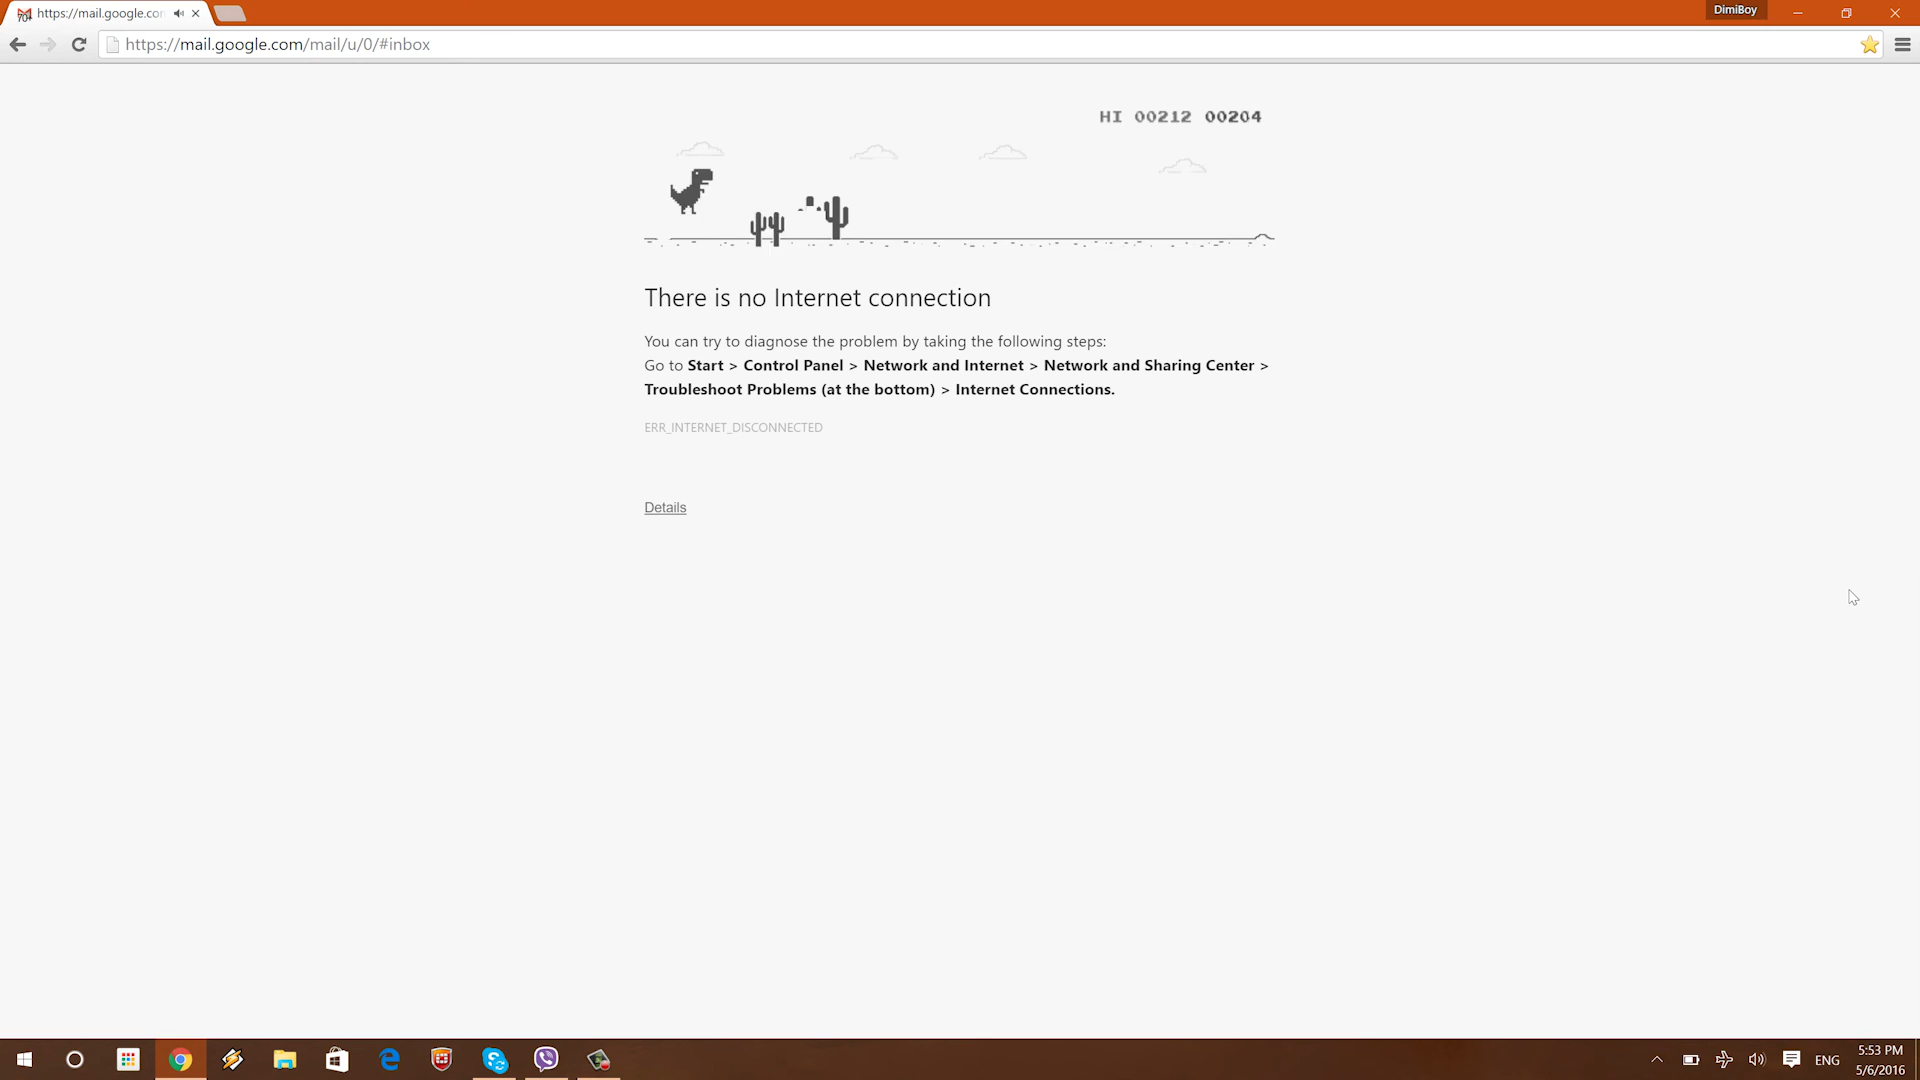 https://mail.google.con
DimiBoy
https://mail.google.com/mail/u/0/#inbox
HI 00212 00204
There is no Internet connection
You can try to diagnose the problem by taking the following steps:
Go to Start > Control Panel > Network and Internet > Network and Sharing Center >
Troubleshoot Problems (at the bottom) > Internet Connections.
ERR_INTERNET_DISCONNECTED
Details
ENG
5:53 PM
5/6/2016